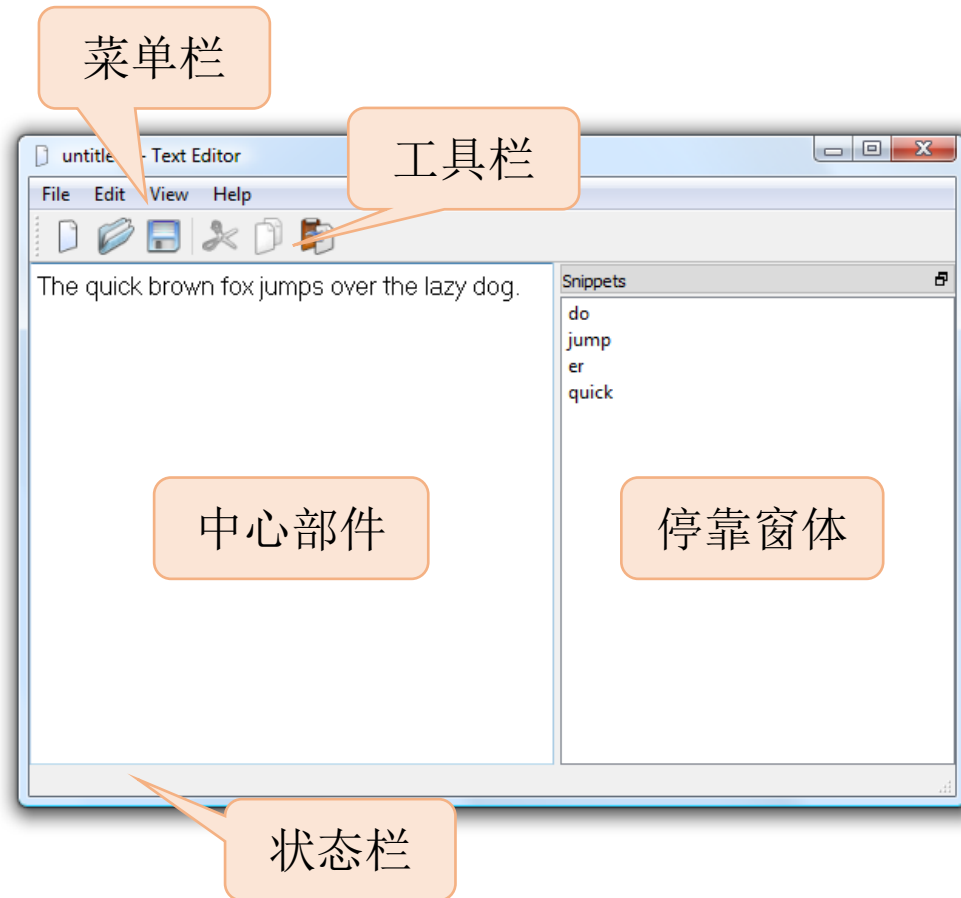 菜单栏
工具栏
untitle - Text Editor
File Edit View Help
The quick brown fox jumps over the lazy dog.
Snippets
do
jump
er
quick
中心部件
停靠窗体
状态栏